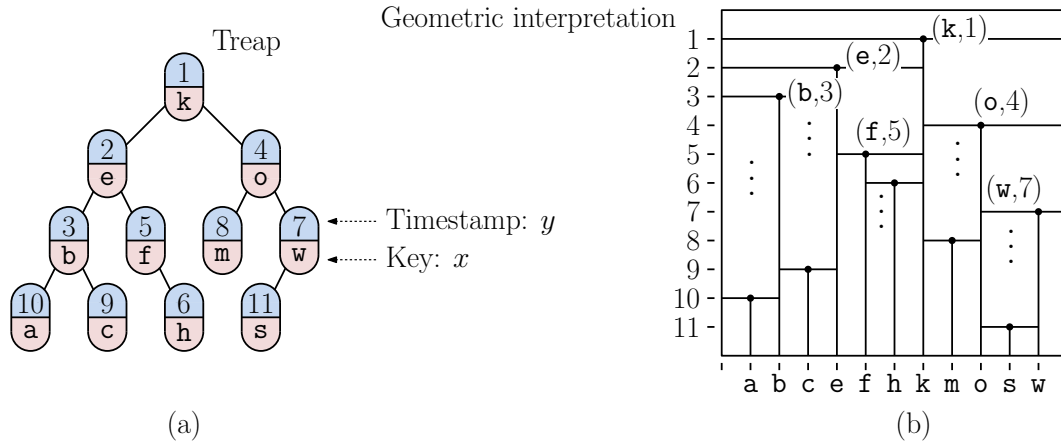 Treap
1
k
2
e
4
o
3
b
5
f
8
m
7
w
10
a
9
c
6
h
11
s
Timestamp: y
Key: x
(a)
Geometric interpretation
1
2
3
4
5
6
7
8
9
10
11
(k,1)
(e,2)
(b,3)
(o,4)
(f,5)
(w,7)
a b c e f h k m o s w
(b)